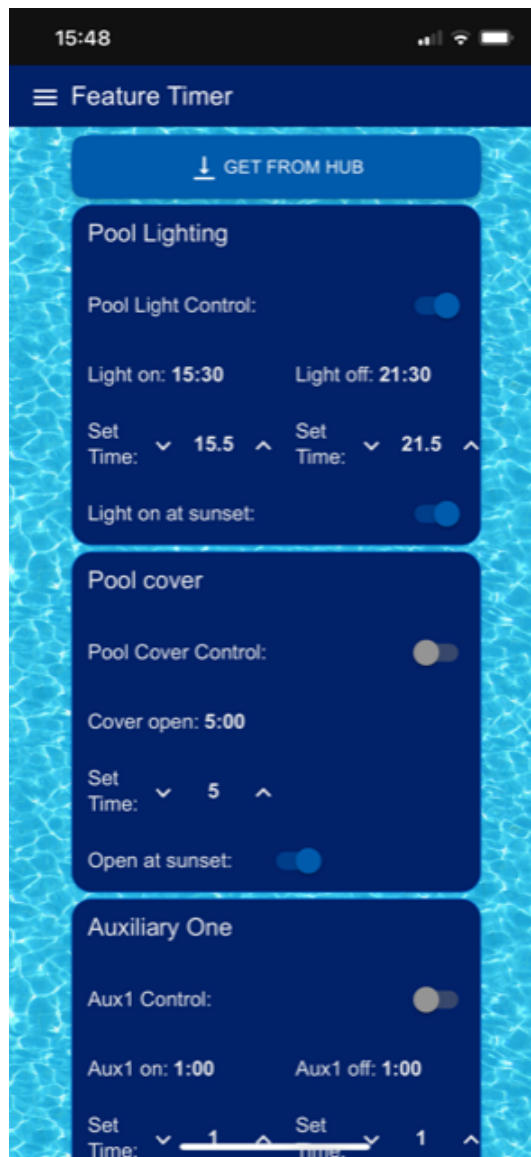 15:48
Feature Timer
GET FROM HUB
Pool Lighting
Pool Light Control:
Light on: 15:30 Light off: 21:30
Set Time: 15.5 Set Time: 21.5
Light on at sunset:
Pool cover
Pool Cover Control:
Cover open: 5:00
Set Time: 5
Open at sunset:
Auxiliary One
Aux1 Control:
Aux1 on: 1:00 Aux1 off: 1:00
Set Time: 1 Set Time: 1